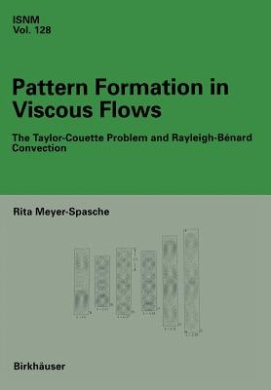 ISNM
Vol. 128
Pattern Formation in
Viscous Flows
The Taylor-Couette Problem and Rayleigh-Bénard
Convection
Rita Meyer-Spasche
Birkhäuser